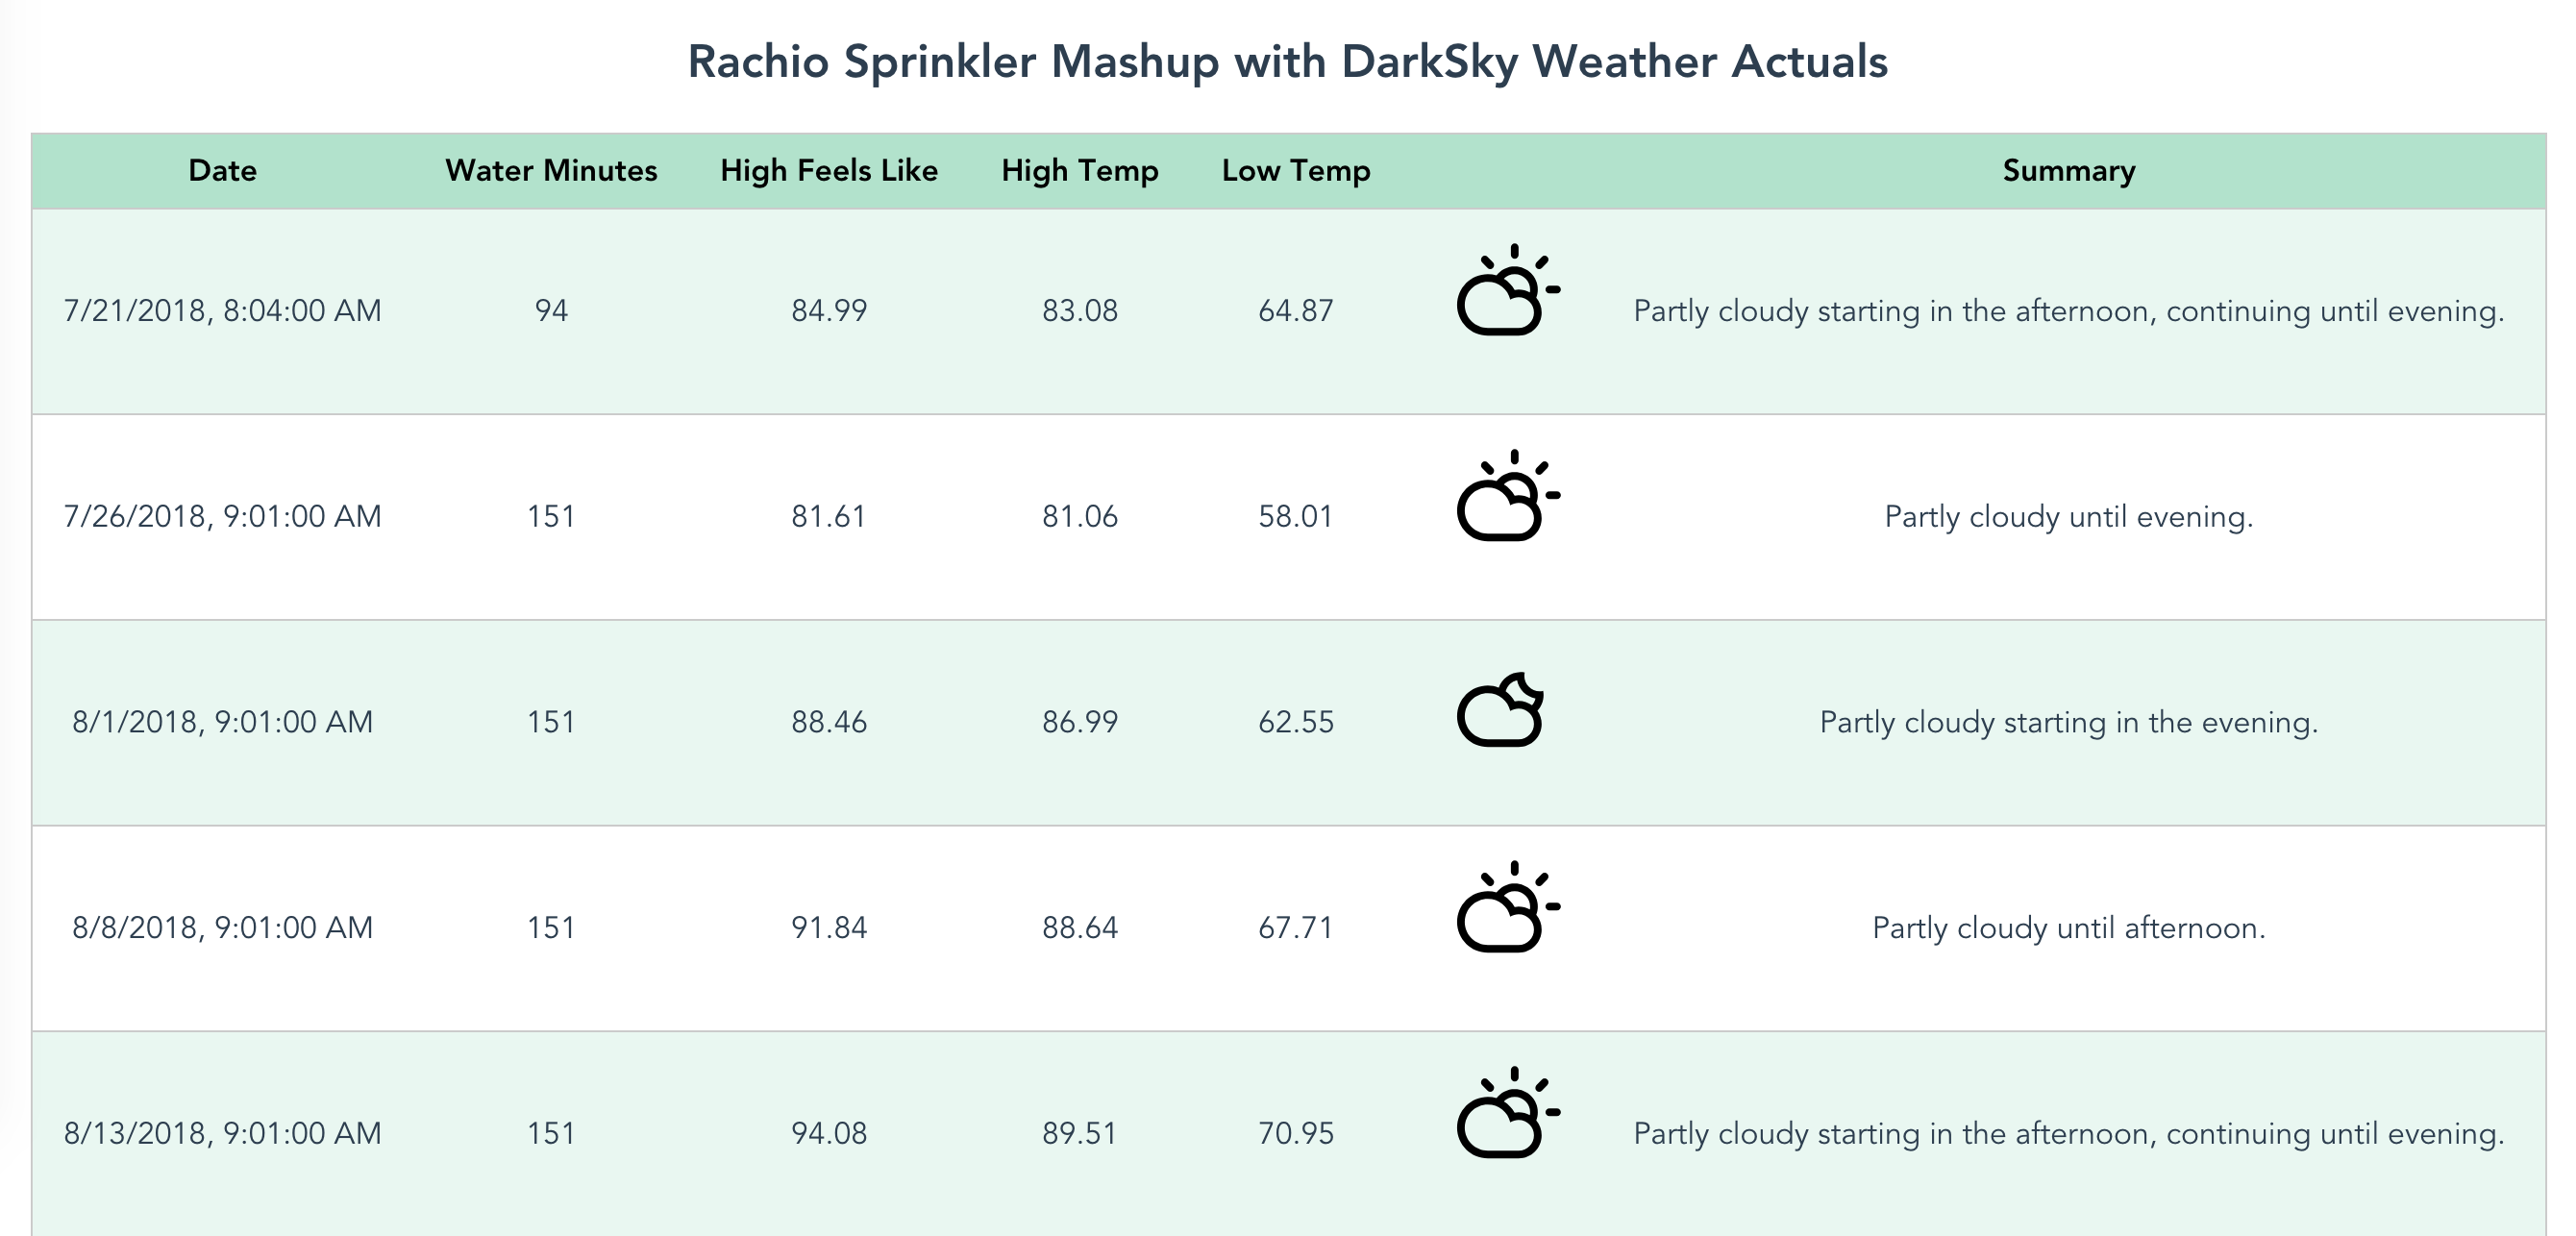 Rachio Sprinkler Mashup with DarkSky Weather Actuals
Date Water Minutes High Feels Like High Temp Low Temp Summary
7/21/2018, 8:04:00 AM 94 84.99 83.08 64.87 Partly cloudy starting in the afternoon, continuing until evening.
7/26/2018, 9:01:00 AM 151 81.61 81.06 58.01 Partly cloudy until evening.
8/1/2018, 9:01:00 AM 151 88.46 86.99 62.55 Partly cloudy starting in the evening.
8/8/2018, 9:01:00 AM 151 91.84 88.64 67.71 Partly cloudy until afternoon.
8/13/2018, 9:01:00 AM 151 94.08 89.51 70.95 Partly cloudy starting in the afternoon, continuing until evening.